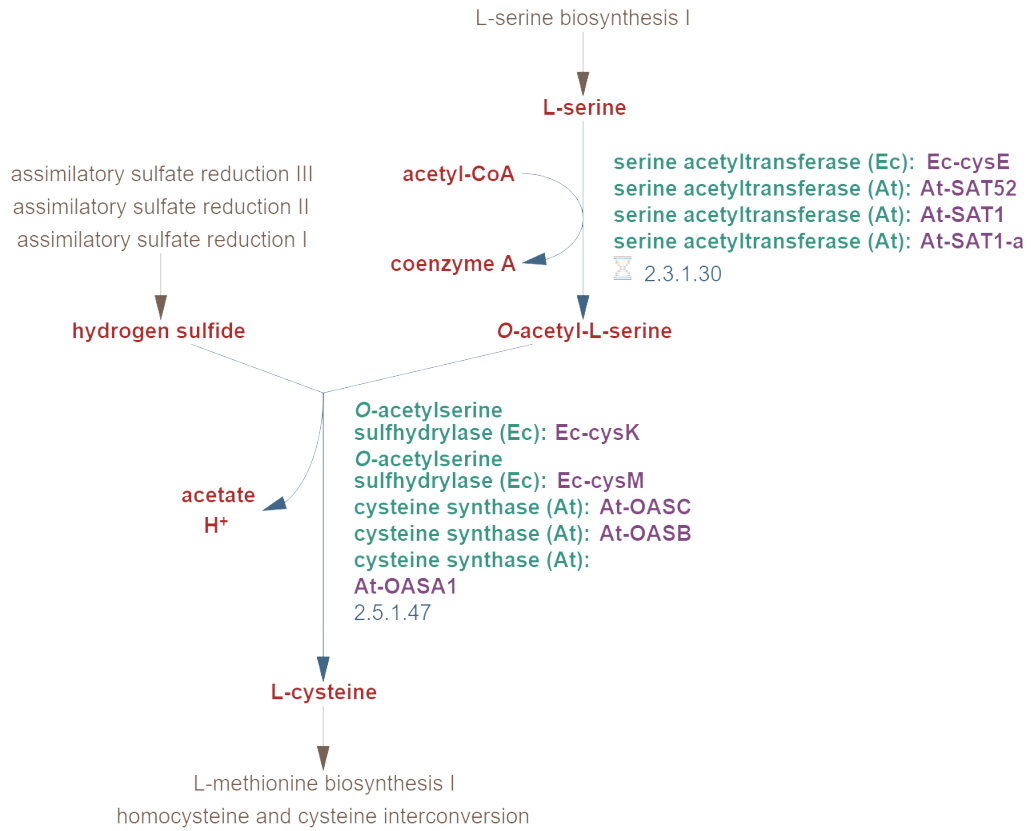 L-serine biosynthesis I
L-serine
acetyl-CoA
serine acetyltransferase (Ec): Ec-cysE
serine acetyltransferase (At): At-SAT52
serine acetyltransferase (At): At-SAT1
serine acetyltransferase (At): At-SAT1-a
2.3.1.30
coenzyme A
assimilatory sulfate reduction III
assimilatory sulfate reduction II
assimilatory sulfate reduction I
hydrogen sulfide
O-acetyl-L-serine
O-acetylserine
sulfhydrylase (Ec): Ec-cysK
O-acetylserine
sulfhydrylase (Ec): Ec-cysM
cysteine synthase (At): At-OASC
cysteine synthase (At): At-OASB
cysteine synthase (At):
At-OASA1
2.5.1.47
acetate
H⁺
L-cysteine
L-methionine biosynthesis I
homocysteine and cysteine interconversion